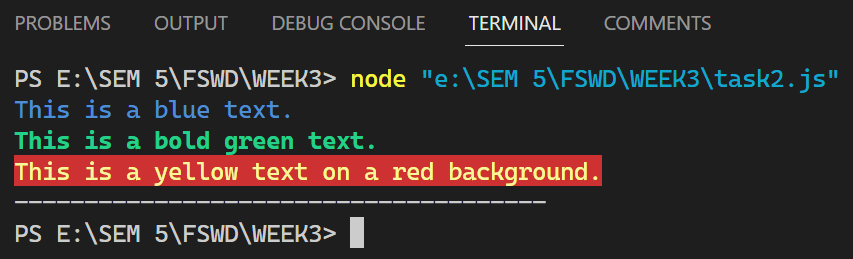 PROBLEMS OUTPUT DEBUG CONSOLE TERMINAL COMMENTS
PS E:\SEM 5\FSWD\WEEK3> node "e:\SEM 5\FSWD\WEEK3\task2.js"
This is a blue text.
This is a bold green text.
This is a yellow text on a red background.
--------------------------------------
PS E:\SEM 5\FSWD\WEEK3>